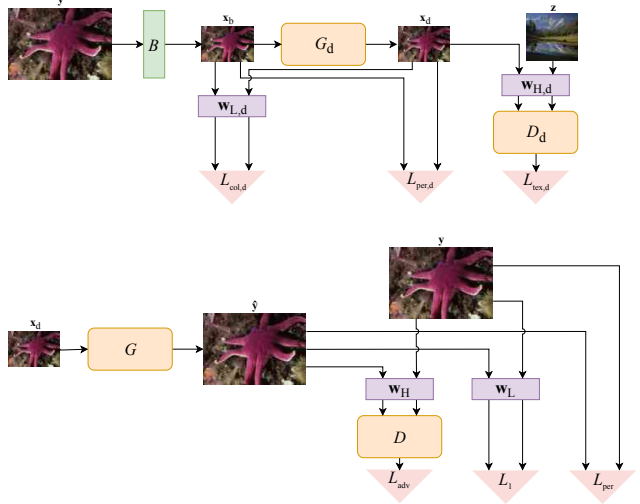 y
x_b
x_d
z
B
G_d
w_L,d
w_H,d
D_d
L_col,d
L_per,d
L_tex,d
y
ŷ
x_d
G
w_H
w_L
D
L_adv
L_1
L_per